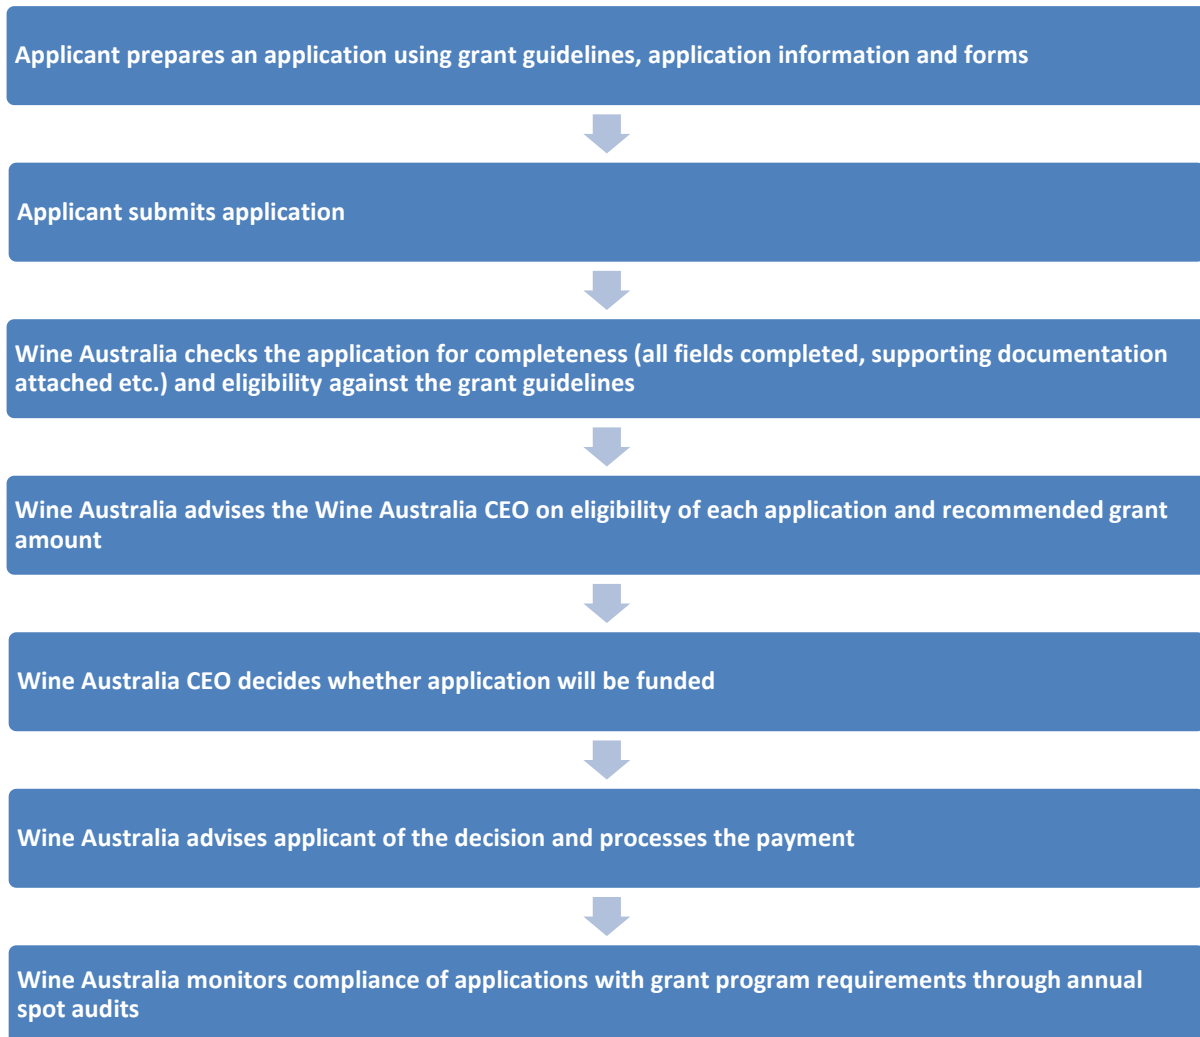 Applicant prepares an application using grant guidelines, application information and forms
Applicant submits application
Wine Australia checks the application for completeness (all fields completed, supporting documentation
attached etc.) and eligibility against the grant guidelines
Wine Australia advises the Wine Australia CEO on eligibility of each application and recommended grant
amount
Wine Australia CEO decides whether application will be funded
Wine Australia advises applicant of the decision and processes the payment
Wine Australia monitors compliance of applications with grant program requirements through annual
spot audits